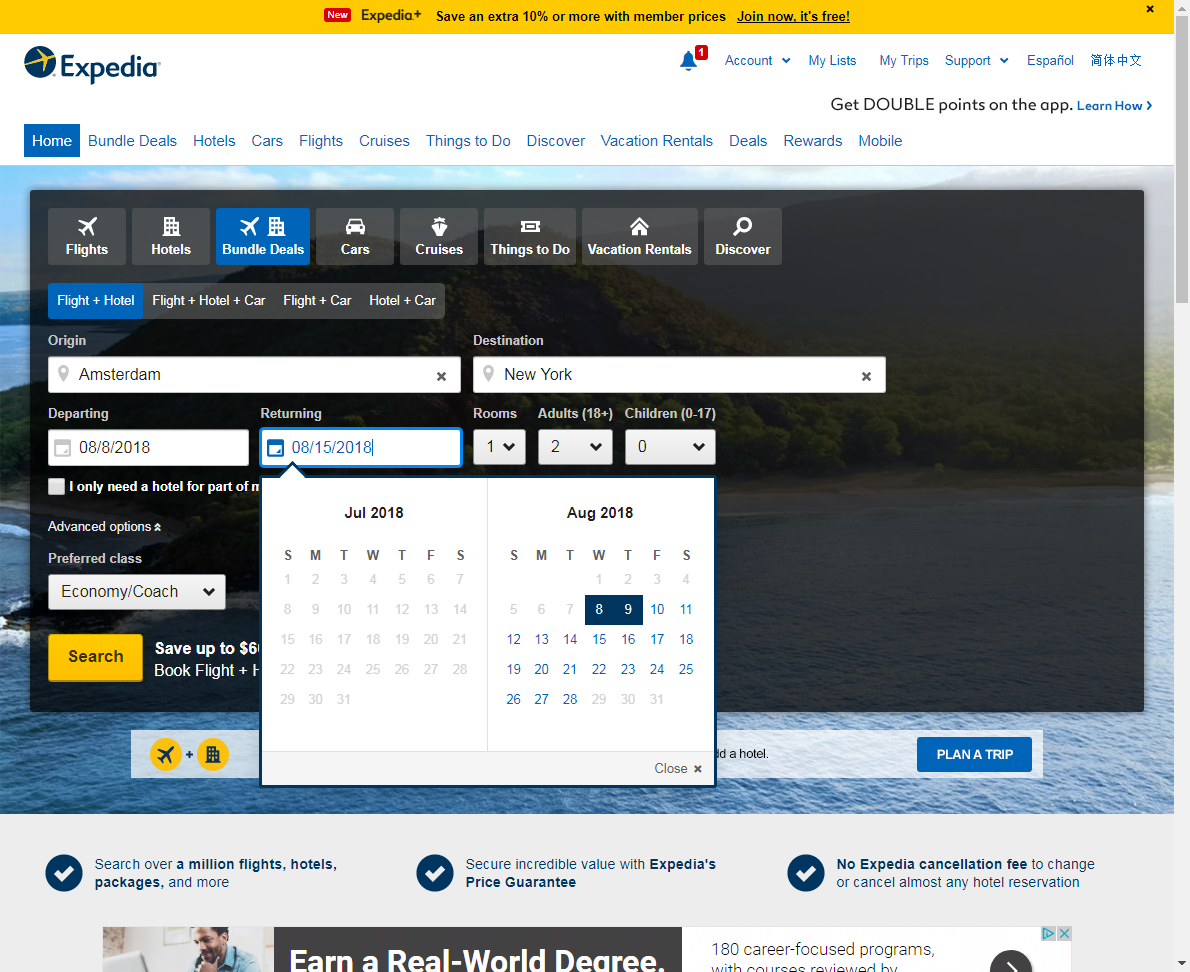 New Expedia+ Save an extra 10% or more with member prices Join now, it's free!
Expedia
1 Account My Lists My Trips Support Español 简体中文
Get DOUBLE points on the app. Learn How
Home Bundle Deals Hotels Cars Flights Cruises Things to Do Discover Vacation Rentals Deals Rewards Mobile
Flights Hotels Bundle Deals Cars Cruises Things to Do Vacation Rentals Discover
Flight + Hotel Flight + Hotel + Car Flight + Car Hotel + Car
Origin Destination
Amsterdam New York
Departing Returning Rooms Adults (18+) Children (0-17)
08/8/2018 08/15/2018 1 2 0
I only need a hotel for part of m
Advanced options
Preferred class
Economy/Coach
Search
Save up to $6
Book Flight + H
Jul 2018
S M T W T F S
1 2 3 4 5 6 7
8 9 10 11 12 13 14
15 16 17 18 19 20 21
22 23 24 25 26 27 28
29 30 31
Aug 2018
S M T W T F S
1 2 3 4
5 6 7 8 9 10 11
12 13 14 15 16 17 18
19 20 21 22 23 24 25
26 27 28 29 30 31
Close
+ dd a hotel. PLAN A TRIP
Search over a million flights, hotels,
packages, and more
Secure incredible value with Expedia's
Price Guarantee
No Expedia cancellation fee to change
or cancel almost any hotel reservation
Earn a Real-World Degree.
180 career-focused programs,
with courses reviewed by